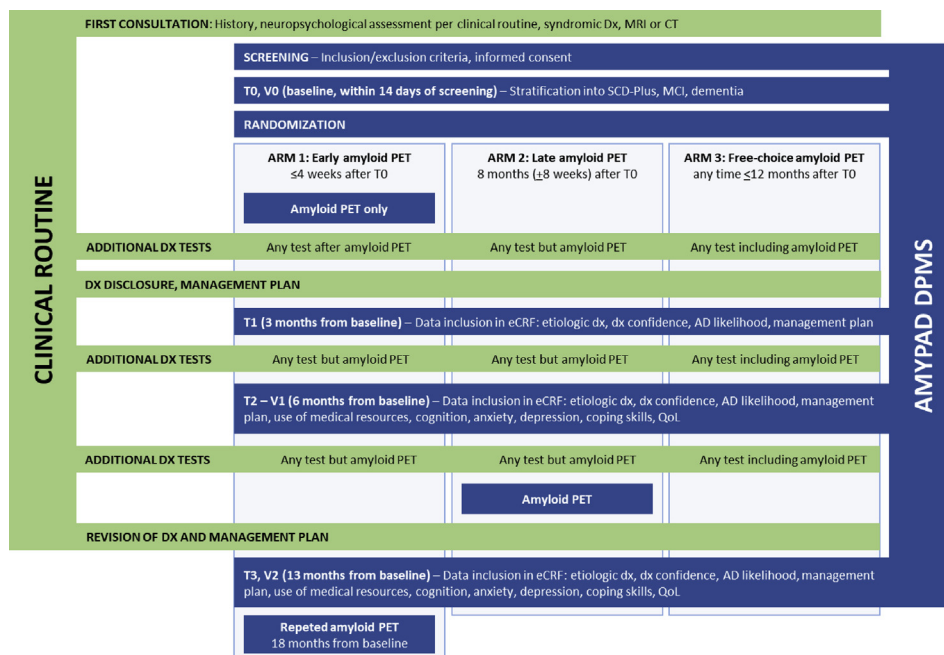 FIRST CONSULTATION: History, neuropsychological assessment per clinical routine, syndromic Dx, MRI or CT
SCREENING – Inclusion/exclusion criteria, informed consent
T0, V0 (baseline, within 14 days of screening) – Stratification into SCD-Plus, MCI, dementia
RANDOMIZATION
ARM 1: Early amyloid PET
≤4 weeks after T0
Amyloid PET only
ARM 2: Late amyloid PET
8 months (±8 weeks) after T0
ARM 3: Free-choice amyloid PET
any time ≤12 months after T0
ADDITIONAL DX TESTS
Any test after amyloid PET
Any test but amyloid PET
Any test including amyloid PET
DX DISCLOSURE, MANAGEMENT PLAN
T1 (3 months from baseline) – Data inclusion in eCRF: etiologic dx, dx confidence, AD likelihood, management plan
ADDITIONAL DX TESTS
Any test but amyloid PET
Any test but amyloid PET
Any test including amyloid PET
T2 – V1 (6 months from baseline) – Data inclusion in eCRF: etiologic dx, dx confidence, AD likelihood, management
plan, use of medical resources, cognition, anxiety, depression, coping skills, QoL
ADDITIONAL DX TESTS
Any test but amyloid PET
Any test but amyloid PET
Any test including amyloid PET
Amyloid PET
REVISION OF DX AND MANAGEMENT PLAN
T3, V2 (13 months from baseline) – Data inclusion in eCRF: etiologic dx, dx confidence, AD likelihood, management
plan, use of medical resources, cognition, anxiety, depression, coping skills, QoL
Repeted amyloid PET
18 months from baseline
CLINICAL ROUTINE
AMYPAD DPMS